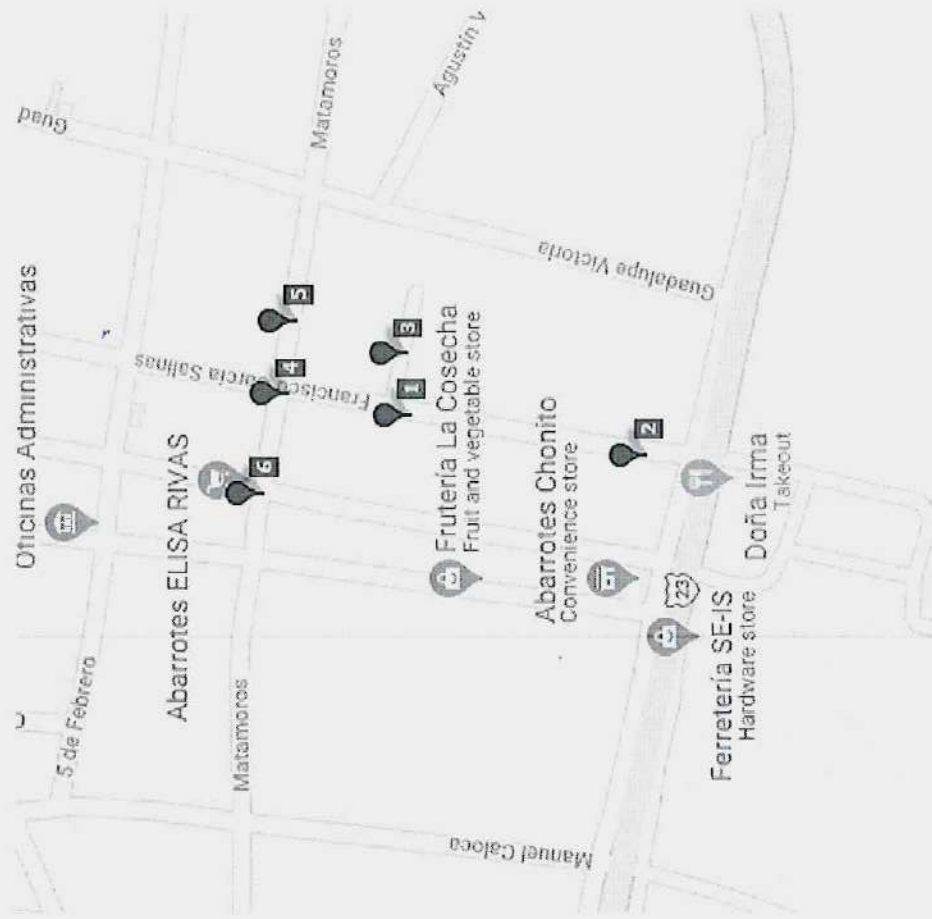 Guad
Oficinas Administrativas
Matamoros
Agustín V
5 de Febrero
Abarrotes ELISA RIVAS
Francisco García Salinas
5
4
6
3
1
Matamoros
Guadalupe Victoria
Frutería La Cosecha
Fruit and vegetable store
2
Abarrotes Chonito
Convenience store
Manuel Caloca
23
Doña Irma
Takeout
Ferretería SE-IS
Hardware store